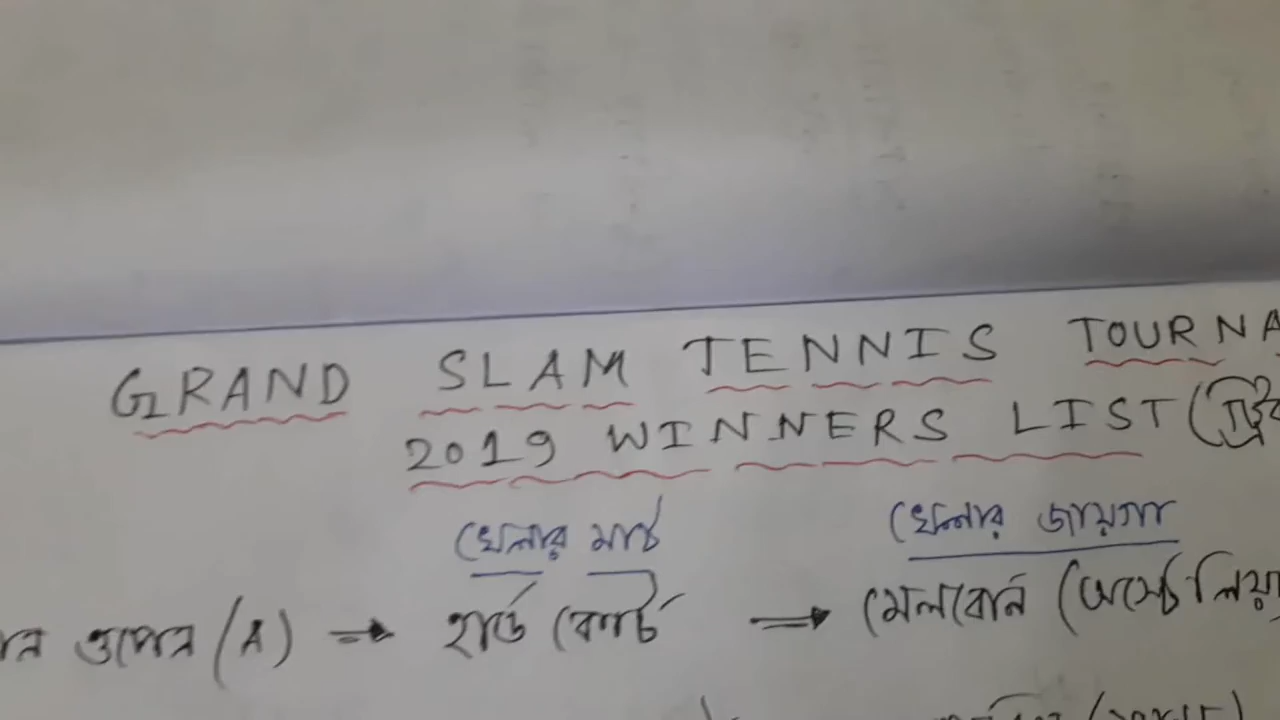 GRAND SLAM TENNIS TOURNA
2019 WINNERS LIST (
খেলার মাঠ খেলার জায়গা
ওপেন (A) → হার্ড কোর্ট → মেলবোর্ন (অস্ট্রেলিয়া